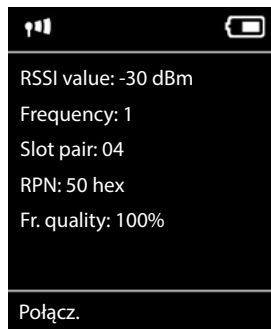 RSSI value: -30 dBm
Frequency: 1
Slot pair: 04
RPN: 50 hex
Fr. quality: 100%
Połącz.